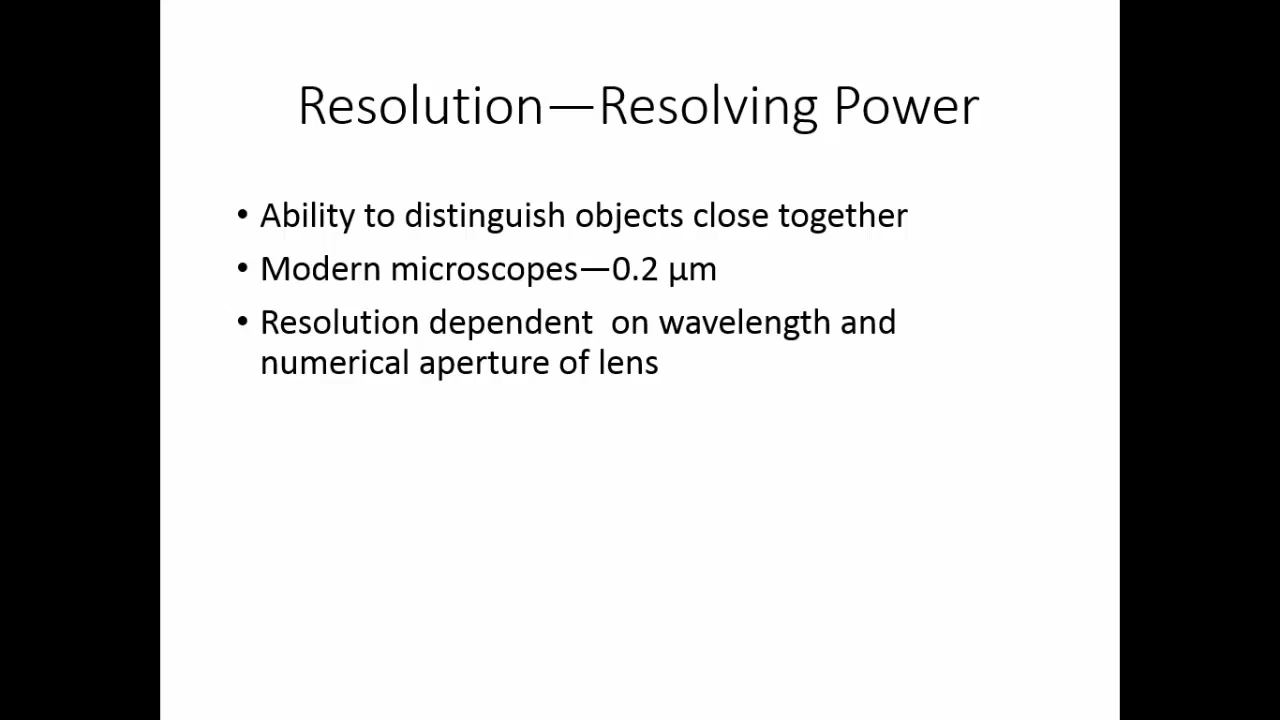 Resolution—Resolving Power
• Ability to distinguish objects close together
• Modern microscopes—0.2 µm
• Resolution dependent  on wavelength and
numerical aperture of lens